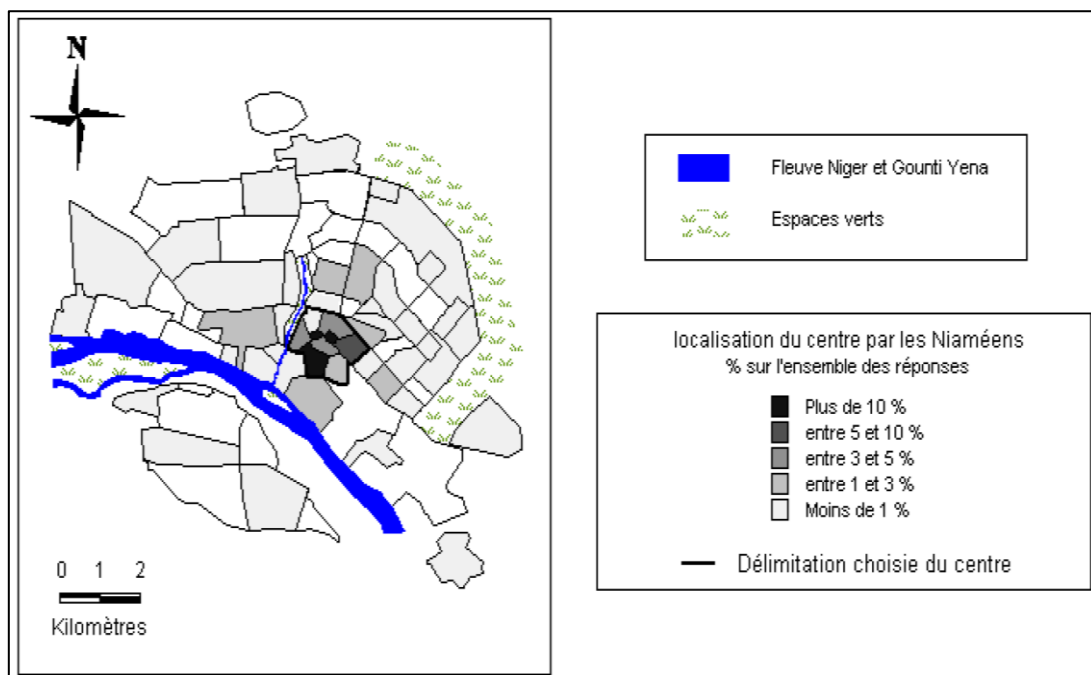 N
0 1 2
Kilomètres
Fleuve Niger et Gounti Yena
Espaces verts
localisation du centre par les Niaméens
% sur l'ensemble des réponses
Plus de 10 %
entre 5 et 10 %
entre 3 et 5 %
entre 1 et 3 %
Moins de 1 %
Délimitation choisie du centre